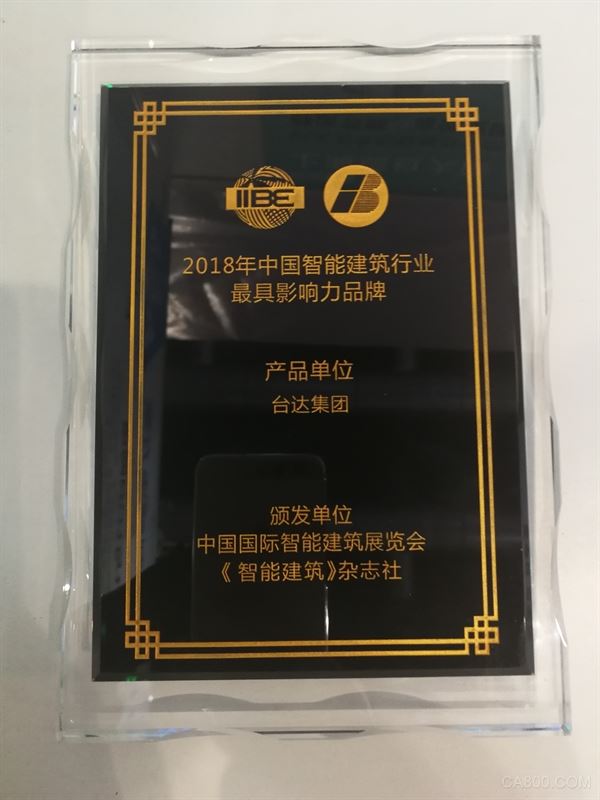 IIBE
iB
2018年中国智能建筑行业
最具影响力品牌
产品单位
台达集团
颁发单位
中国国际智能建筑展览会
《智能建筑》杂志社
CA800.COM